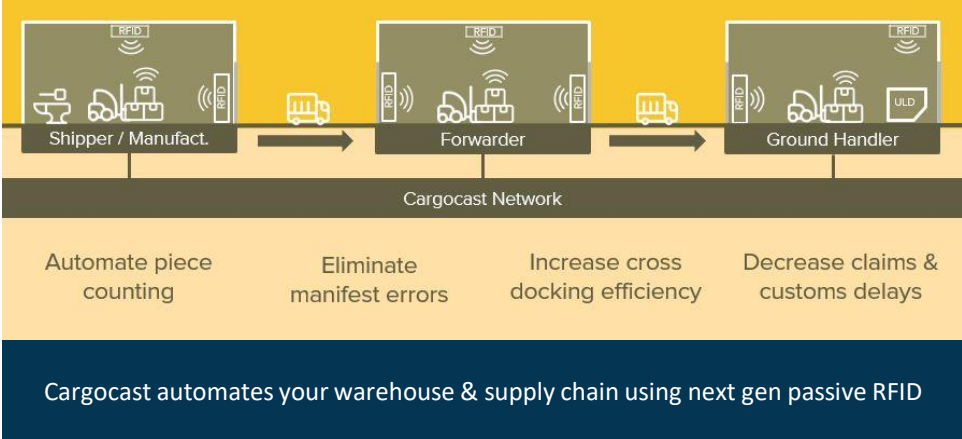 RFID
RFID
RFID
RFID
RFID
RFID
RFID
ULD
Shipper / Manufact.
Forwarder
Ground Handler
Cargocast Network
Automate piece
counting
Eliminate
manifest errors
Increase cross
docking efficiency
Decrease claims &
customs delays
Cargocast automates your warehouse & supply chain using next gen passive RFID